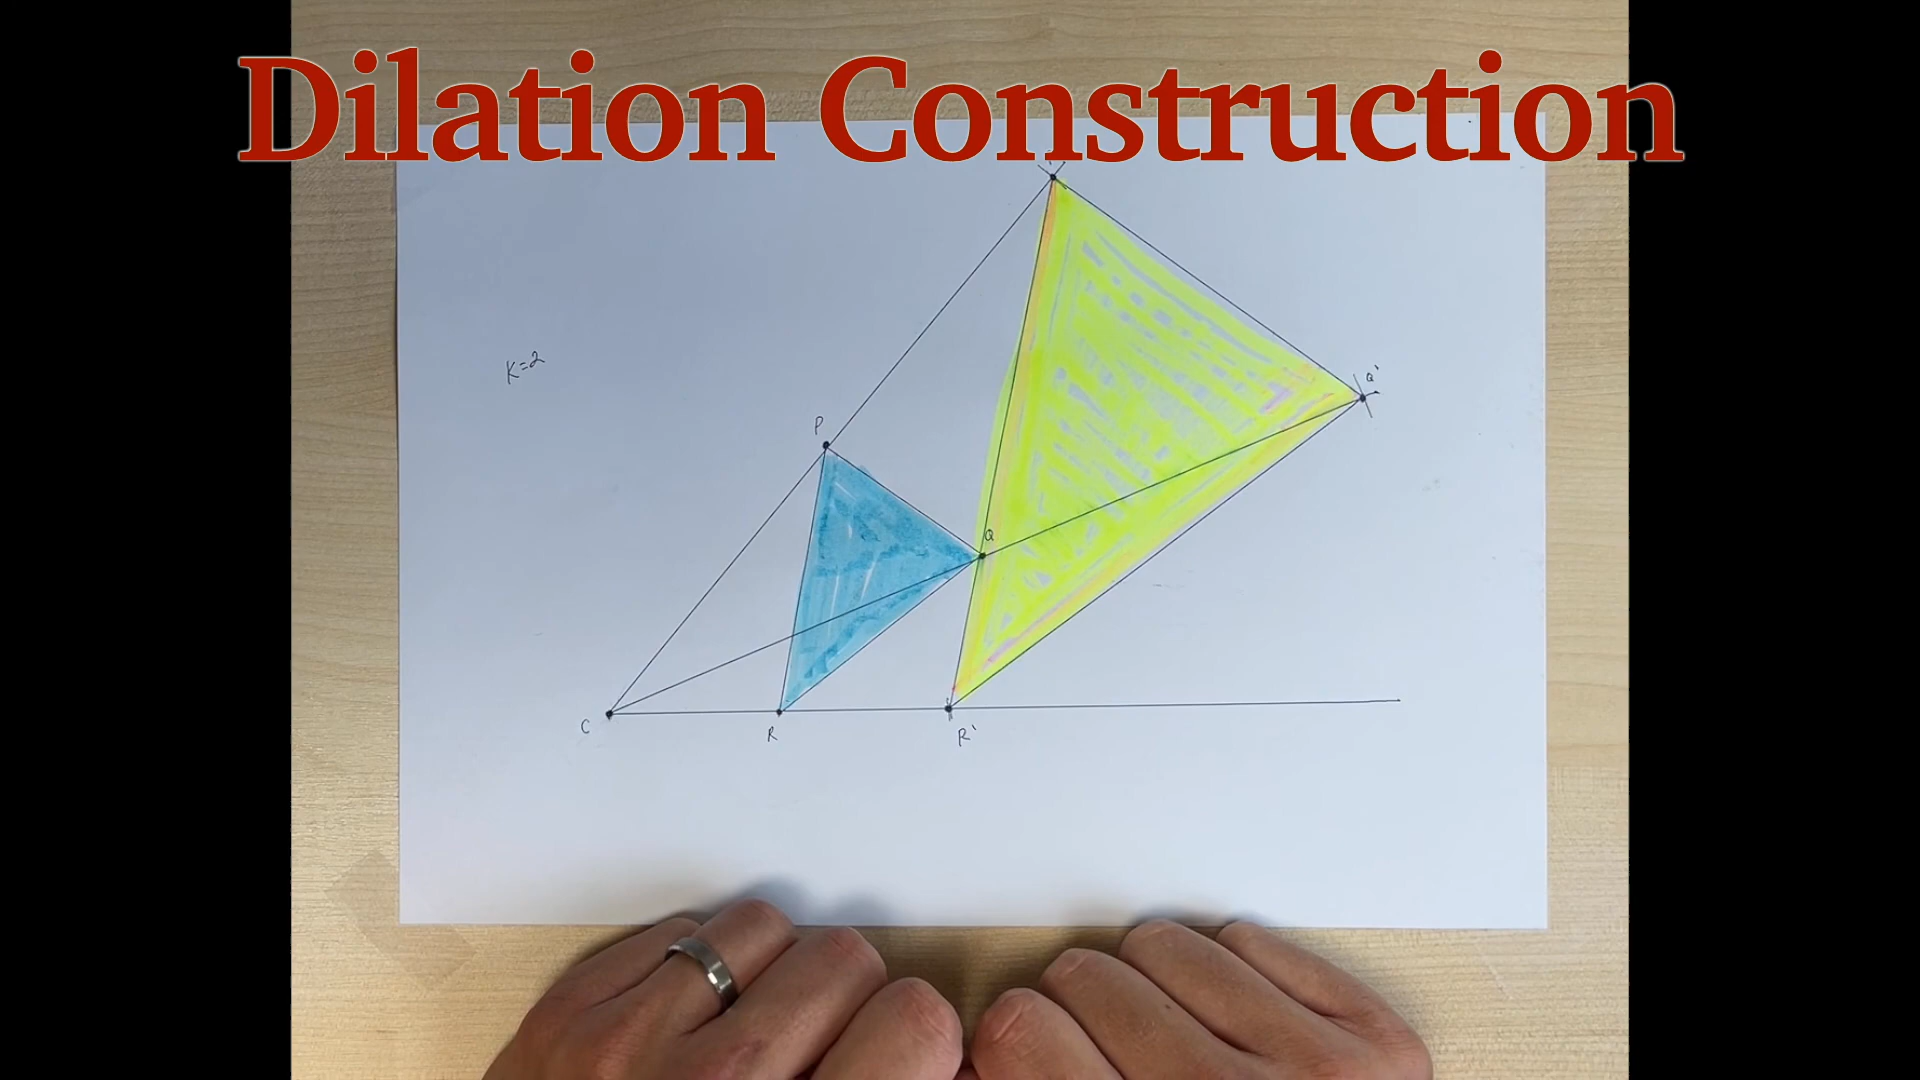 Dilation Construction
K=2
Q'
P
Q
C
R
R'